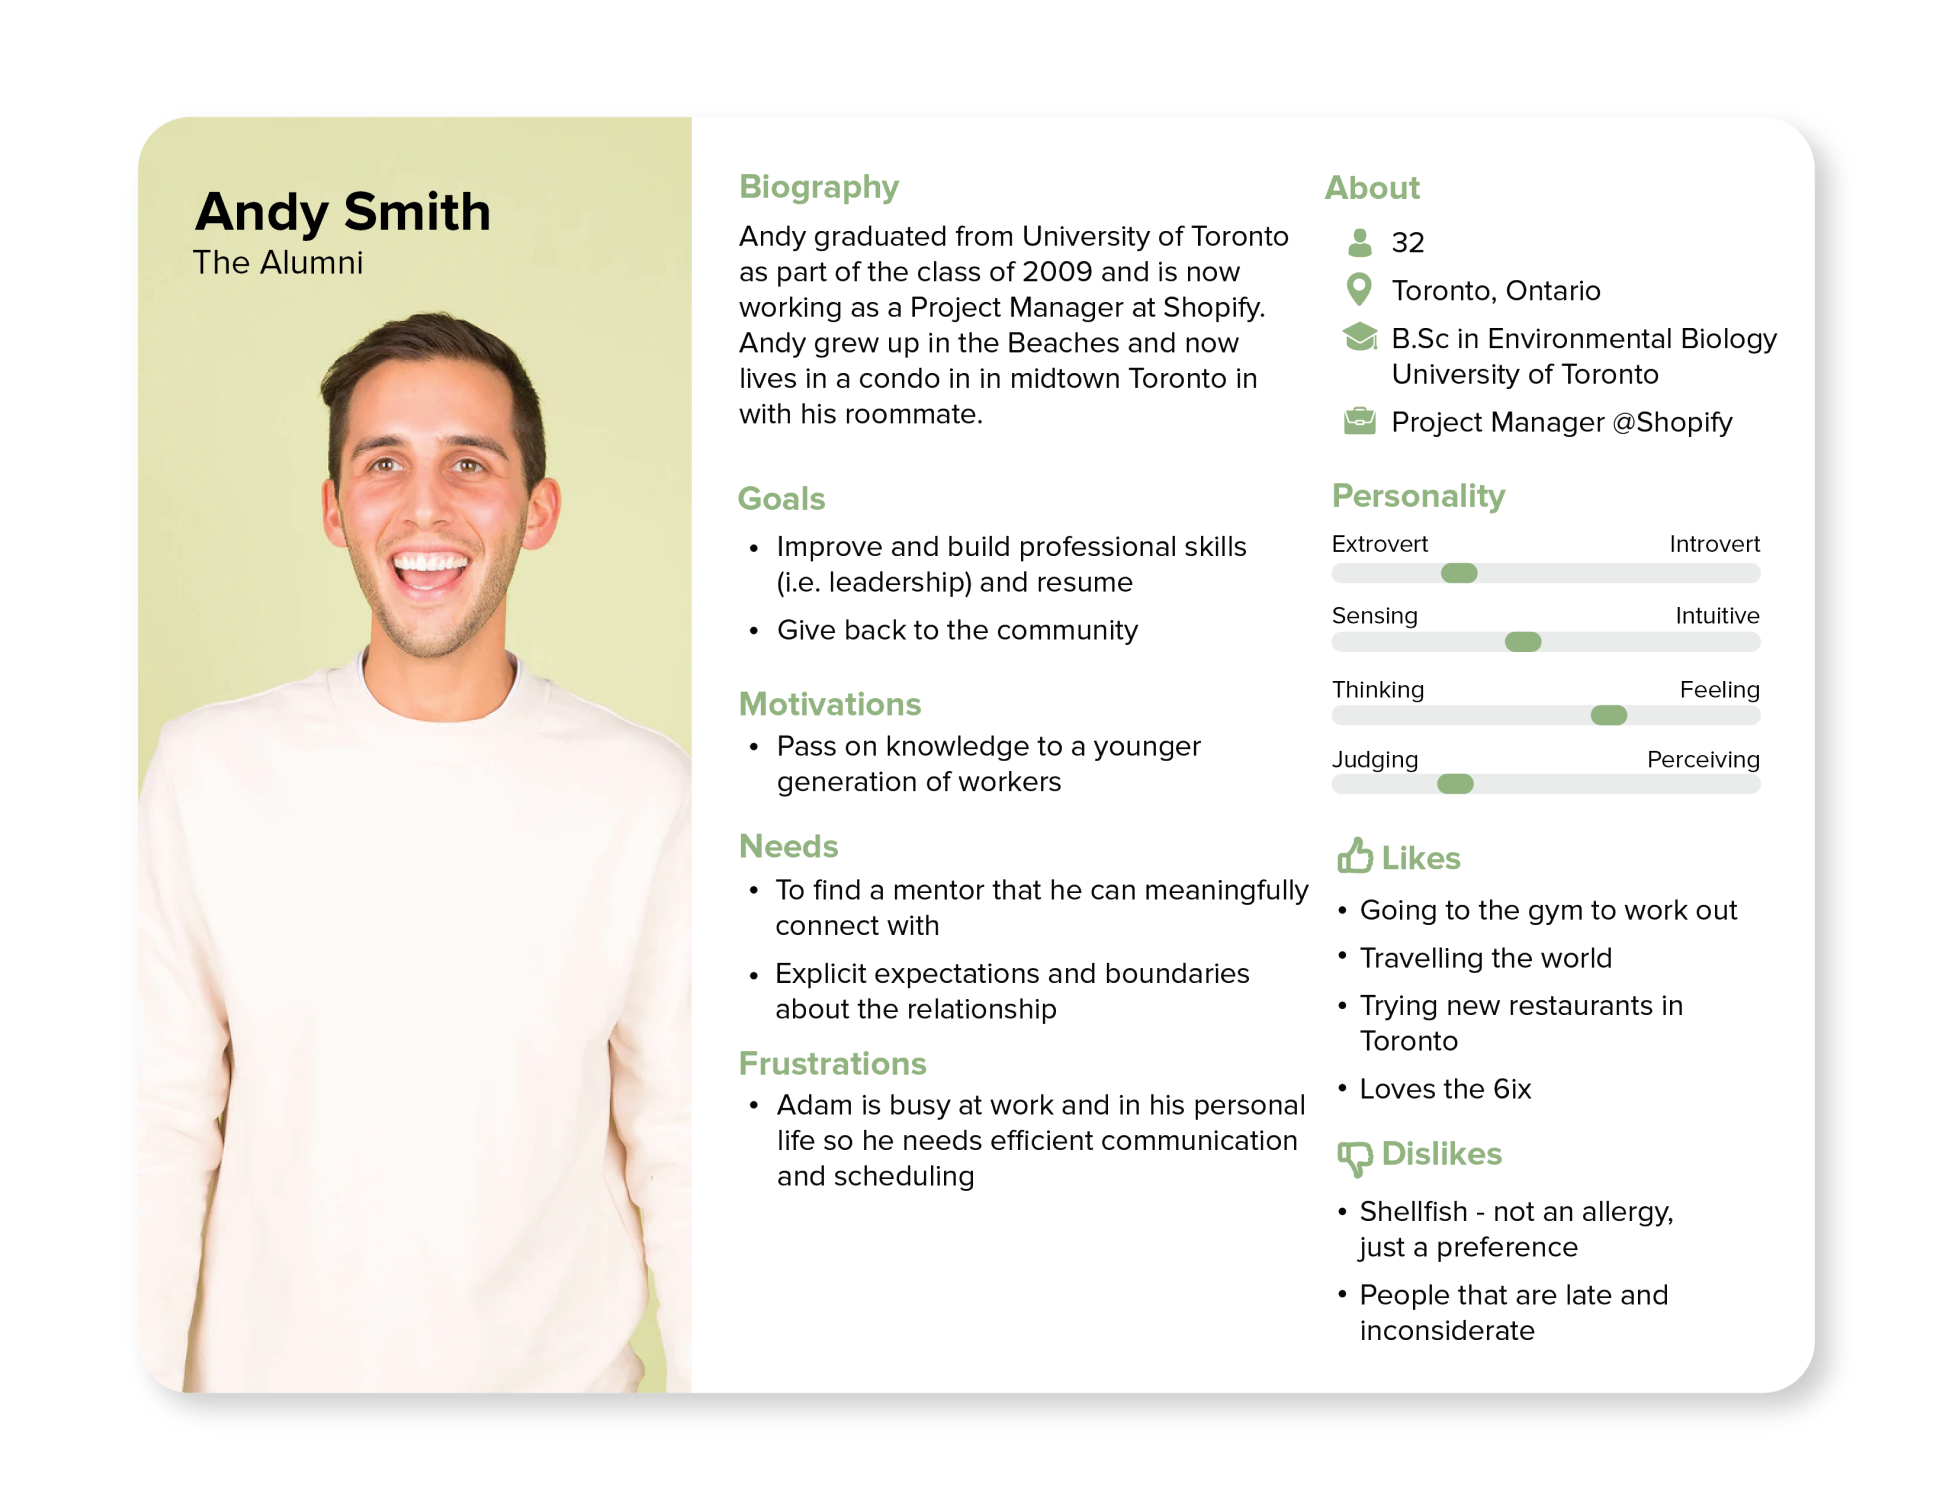 Andy Smith
The Alumni
Biography
Andy graduated from University of Toronto
as part of the class of 2009 and is now
working as a Project Manager at Shopify.
Andy grew up in the Beaches and now
lives in a condo in in midtown Toronto in
with his roommate.
Goals
• Improve and build professional skills
(i.e. leadership) and resume
• Give back to the community
Motivations
• Pass on knowledge to a younger
generation of workers
Needs
• To find a mentor that he can meaningfully
connect with
• Explicit expectations and boundaries
about the relationship
Frustrations
• Adam is busy at work and in his personal
life so he needs efficient communication
and scheduling
About
32
Toronto, Ontario
B.Sc in Environmental Biology
University of Toronto
Project Manager @Shopify
Personality
Extrovert Introvert
Sensing Intuitive
Thinking Feeling
Judging Perceiving
Likes
• Going to the gym to work out
• Travelling the world
• Trying new restaurants in
Toronto
• Loves the 6ix
Dislikes
• Shellfish - not an allergy,
just a preference
• People that are late and
inconsiderate